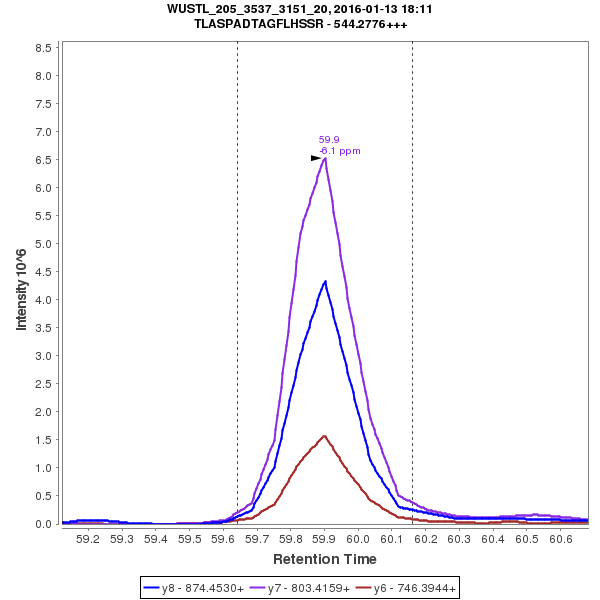 WUSTL_205_3537_3151_20, 2016-01-13 18:11
TLASPADTAGFLHSSR - 544.2776+++
59.9
-6.1 ppm
Intensity 10^6
8.5
8.0
7.5
7.0
6.5
6.0
5.5
5.0
4.5
4.0
3.5
3.0
2.5
2.0
1.5
1.0
0.5
0.0
59.2 59.3 59.4 59.5 59.6 59.7 59.8 59.9 60.0 60.1 60.2 60.3 60.4 60.5 60.6
Retention Time
y8 - 874.4530+ y7 - 803.4159+ y6 - 746.3944+